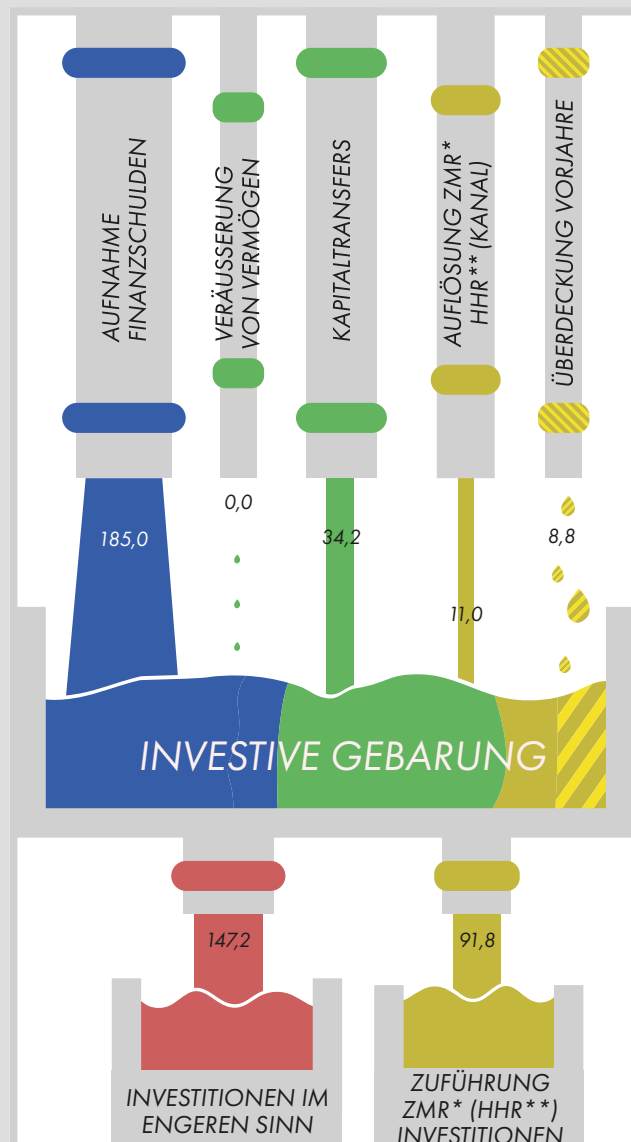 AUFNAHME
FINANZSCHULDEN
VERÄUSSERUNG
VON VERMÖGEN
KAPITALTRANSFERS
AUFLÖSUNG ZMR*
HHR** (KANAL)
ÜBERDECKUNG VORJAHRE
185,0
0,0
34,2
11,0
8,8
INVESTIVE GEBARUNG
147,2
91,8
INVESTITIONEN IM
ENGEREN SINN
ZUFÜHRUNG
ZMR* (HHR**)
INVESTITIONEN